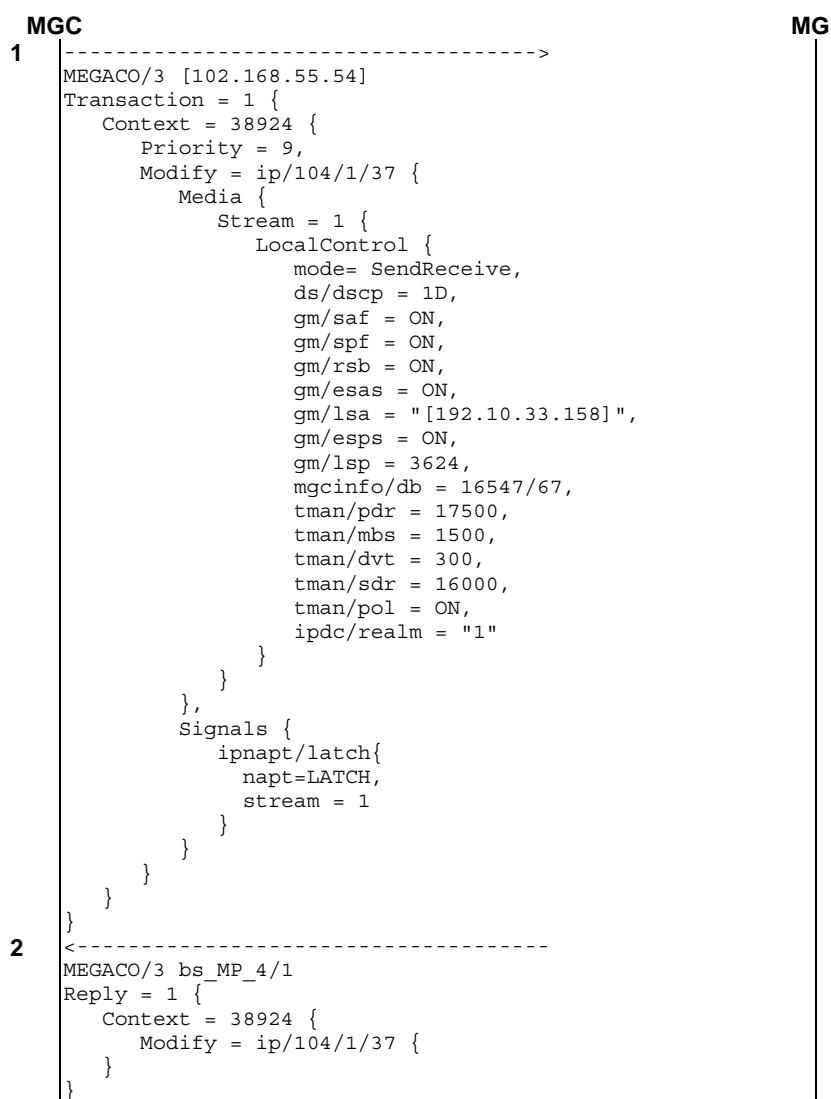 MGC MG
1 ------------------------------------->
MEGACO/3 [102.168.55.54]
Transaction = 1 {
   Context = 38924 {
      Priority = 9,
      Modify = ip/104/1/37 {
         Media {
            Stream = 1 {
               LocalControl {
                  mode= SendReceive,
                  ds/dscp = 1D,
                  gm/saf = ON,
                  gm/spf = ON,
                  gm/rsb = ON,
                  gm/esas = ON,
                  gm/lsa = "[192.10.33.158]",
                  gm/esps = ON,
                  gm/lsp = 3624,
                  mgcinfo/db = 16547/67,
                  tman/pdr = 17500,
                  tman/mbs = 1500,
                  tman/dvt = 300,
                  tman/sdr = 16000,
                  tman/pol = ON,
                  ipdc/realm = "1"
               }
            }
         },
         Signals {
            ipnapt/latch{
              napt=LATCH,
              stream = 1
            }
         }
      }
   }
}
2 <-------------------------------------
MEGACO/3 bs_MP_4/1
Reply = 1 {
   Context = 38924 {
      Modify = ip/104/1/37 {
   }
}